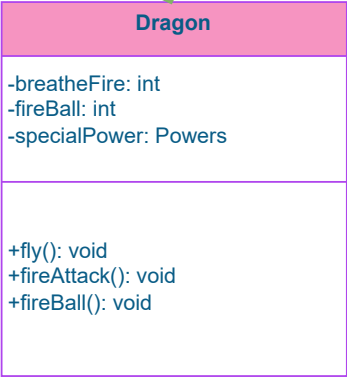 Dragon
-breatheFire: int
-fireBall: int
-specialPower: Powers
+fly(): void
+fireAttack(): void
+fireBall(): void